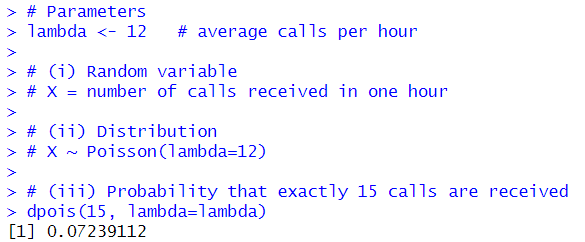 > # Parameters
> lambda <- 12   # average calls per hour
>
> # (i) Random variable
> # X = number of calls received in one hour
>
> # (ii) Distribution
> # X ~ Poisson(lambda=12)
>
> # (iii) Probability that exactly 15 calls are received
> dpois(15, lambda=lambda)
[1] 0.07239112